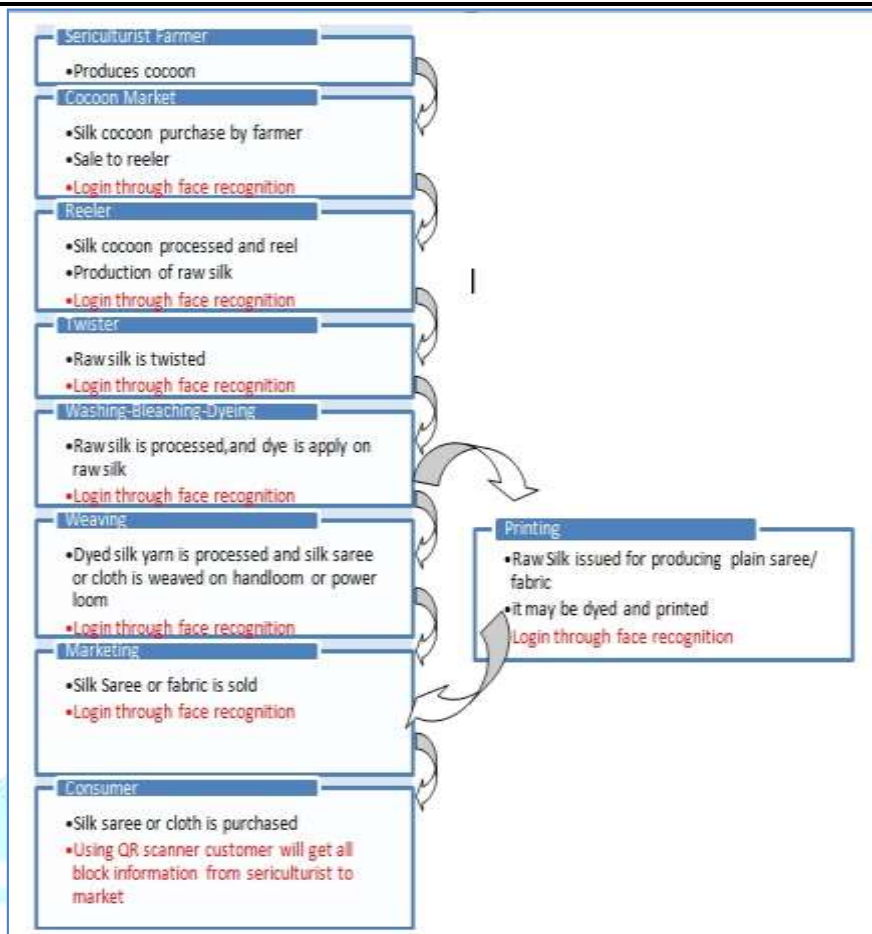 Sericulturist Farmer
•Produces cocoon
Cocoon Market
•Silk cocoon purchase by farmer
•Sale to reeler
•Login through face recognition
Reeler
•Silk cocoon processed and reel
•Production of raw silk
•Login through face recognition
Twister
•Raw silk is twisted
•Login through face recognition
Washing-Bleaching-Dyeing
•Raw silk is processed,and dye is apply on
raw silk
•Login through face recognition
Weaving
•Dyed silk yarn is processed and silk saree
or cloth is weaved on handloom or power
loom
•Login through face recognition
Printing
•Raw Silk issued for producing plain saree/
fabric
•it may be dyed and printed
Login through face recognition
Marketing
•Silk Saree or fabric is sold
•Login through face recognition
Consumer
•Silk saree or cloth is purchased
•Using QR scanner customer will get all
block information from sericulturist to
market